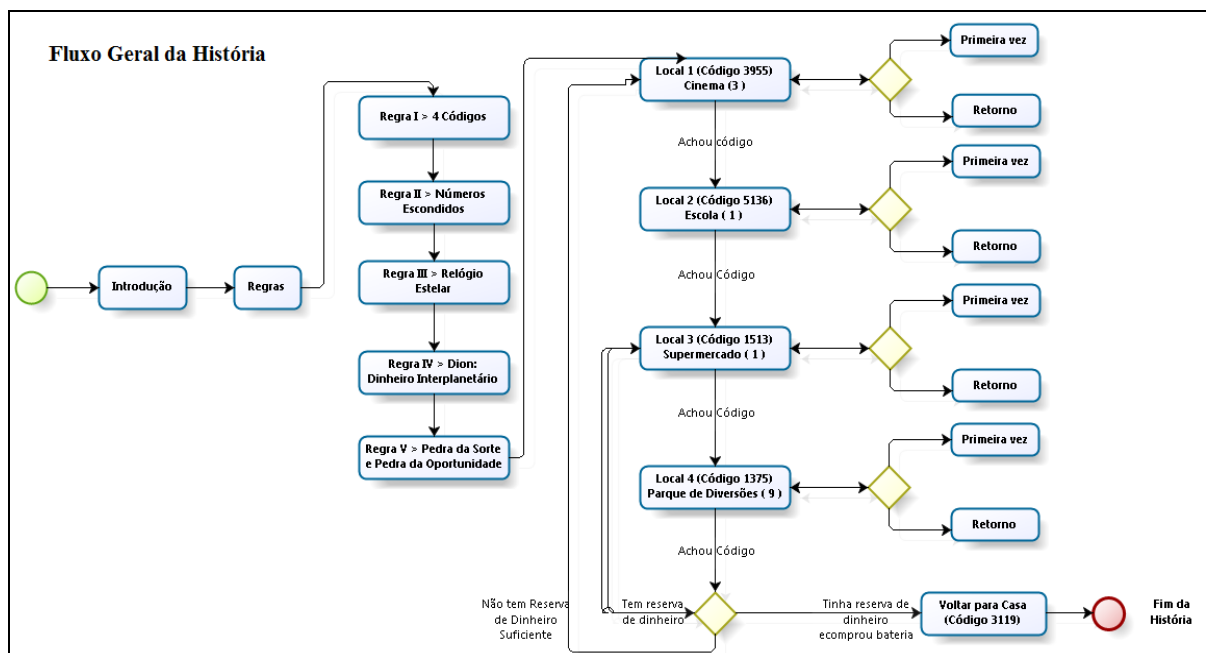 Fluxo Geral da História
Introdução
Regras
Regra I > 4 Códigos
Regra II > Números
Escondidos
Regra III > Relógio
Estelar
Regra IV > Dion:
Dinheiro Interplanetário
Regra V > Pedra da Sorte
e Pedra da Oportunidade
Local 1 (Código 3955)
Cinema (3 )
Primeira vez
Retorno
Achou código
Local 2 (Código 5136)
Escola ( 1 )
Primeira vez
Retorno
Achou Código
Local 3 (Código 1513)
Supermercado ( 1 )
Primeira vez
Retorno
Achou Código
Local 4 (Código 1375)
Parque de Diversões ( 9 )
Primeira vez
Retorno
Achou Código
Não tem Reserva
de Dinheiro
Suficiente
Tem reserva
de dinheiro
Tinha reserva de
dinheiro
ecomprou bateria
Voltar para Casa
(Código 3119)
Fim da
História